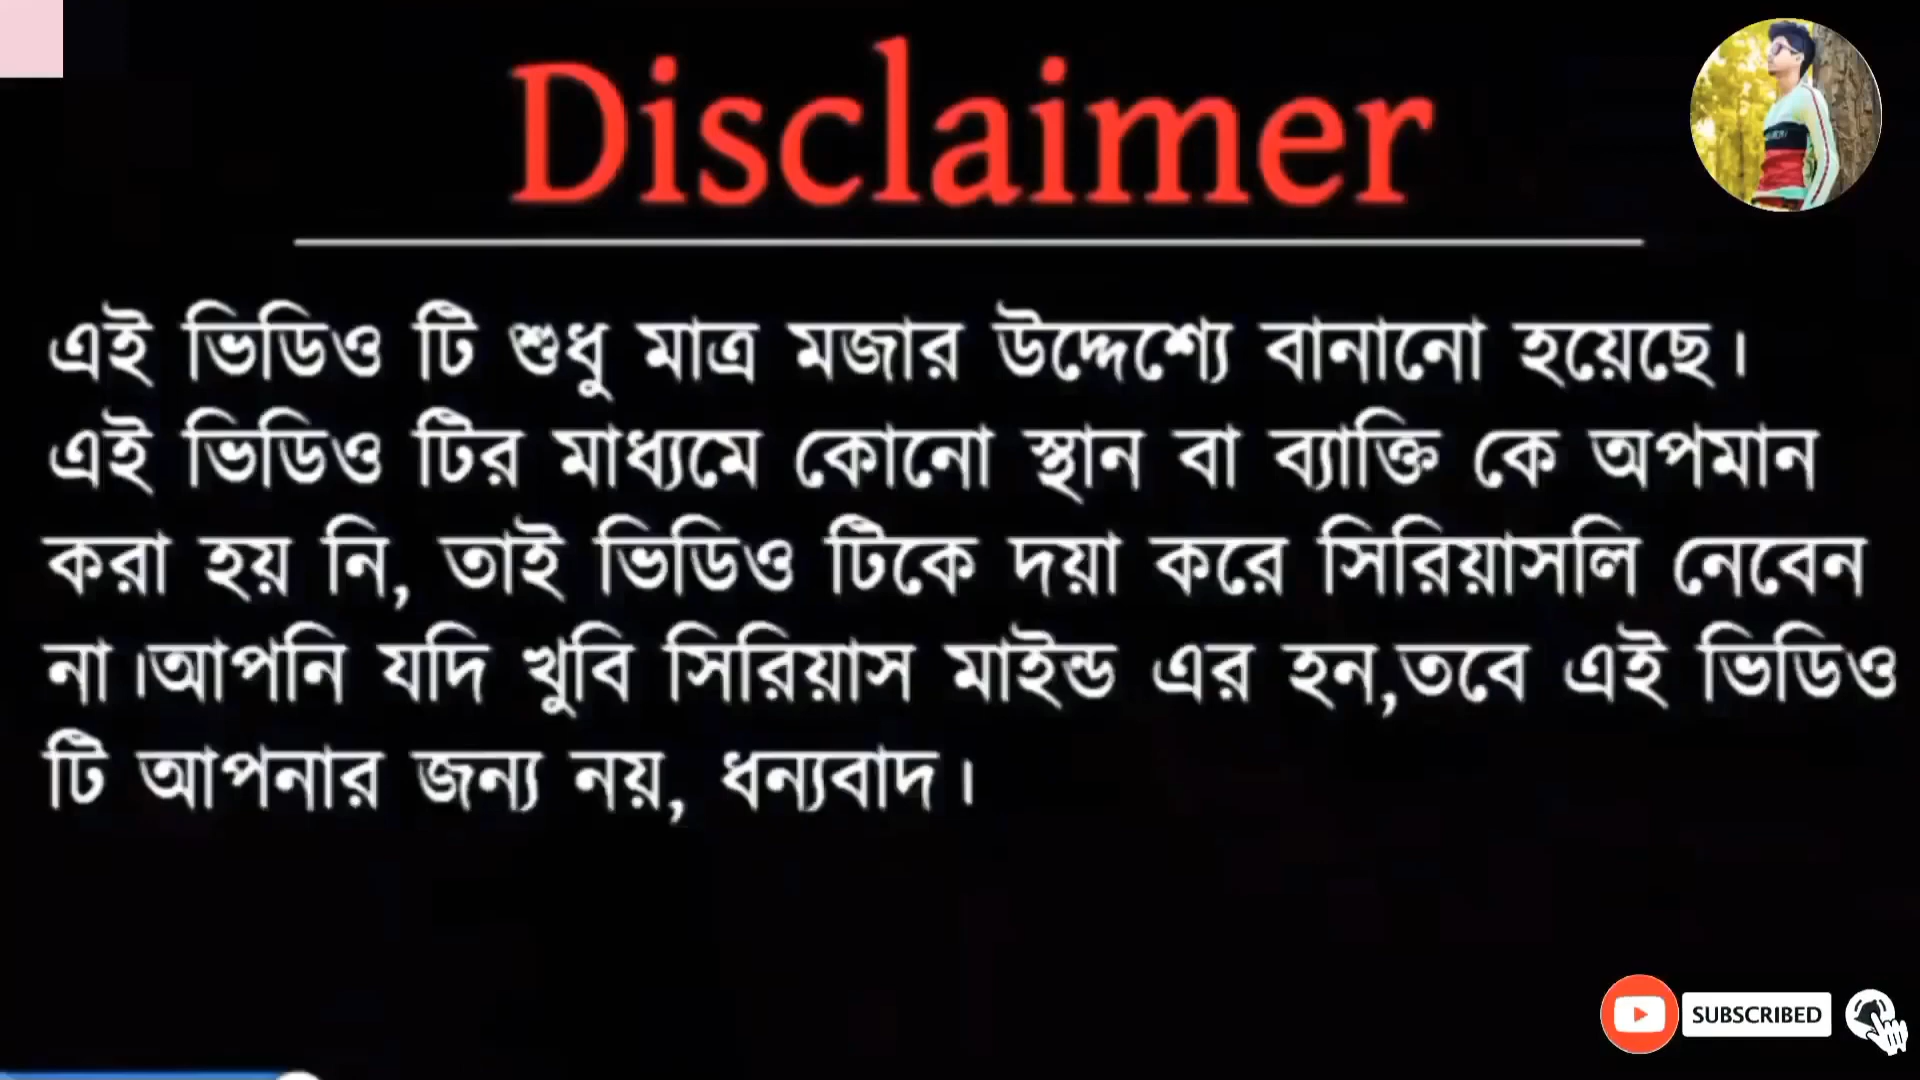 Disclaimer
এই ভিডিও টি শুধু মাত্র মজার উদ্দেশ্যে বানানো হয়েছে।
এই ভিডিও টির মাধ্যমে কোনো স্থান বা ব্যাক্তি কে অপমান
করা হয় নি, তাই ভিডিও টিকে দয়া করে সিরিয়াসলি নেবেন
না।আপনি যদি খুবি সিরিয়াস মাইন্ড এর হন,তবে এই ভিডিও
টি আপনার জন্য নয়, ধন্যবাদ।
SUBSCRIBED